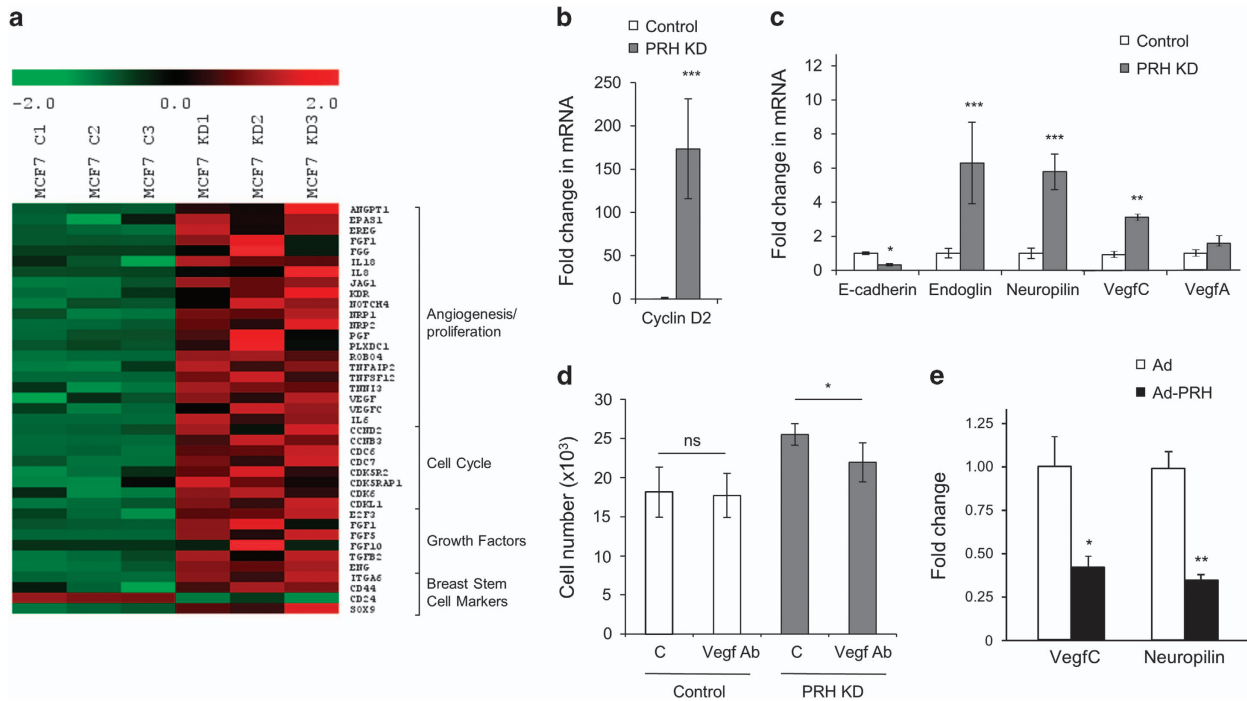 a
-2.0 0.0 2.0
MCF7 C1
MCF7 C2
MCF7 C3
MCF7 KD1
MCF7 KD2
MCF7 KD3
ANGPT1
EPAS1
EREG
FGF1
FGG
IL18
IL8
JAG1
KDR
NOTCH4
NRP1
NRP2
PGF
PLXDC1
ROBO4
TNFAIP2
TNFSF12
TNNI3
VEGF
VEGFC
IL6
CCND2
CCNB3
CDC6
CDC7
CDK5R2
CDK5RAP1
CDK6
CDKL1
E2F3
FGF1
FGF5
FGF10
TGFB2
ENG
ITGA6
CD44
CD24
SOX9
Angiogenesis/
proliferation
Cell Cycle
Growth Factors
Breast Stem
Cell Markers
b
Control
PRH KD
Fold change in mRNA
250
200
150
100
50
0
***
Cyclin D2
c
Control
PRH KD
Fold change in mRNA
12
10
8
6
4
2
0
*
***
***
**
E-cadherin Endoglin Neuropilin VegfC VegfA
d
Cell number (x10³)
30
25
20
15
10
5
0
ns
*
C Vegf Ab C Vegf Ab
Control PRH KD
e
Ad
Ad-PRH
Fold change
1.25
1.00
0.75
0.50
0.25
0
*
**
VegfC Neuropilin